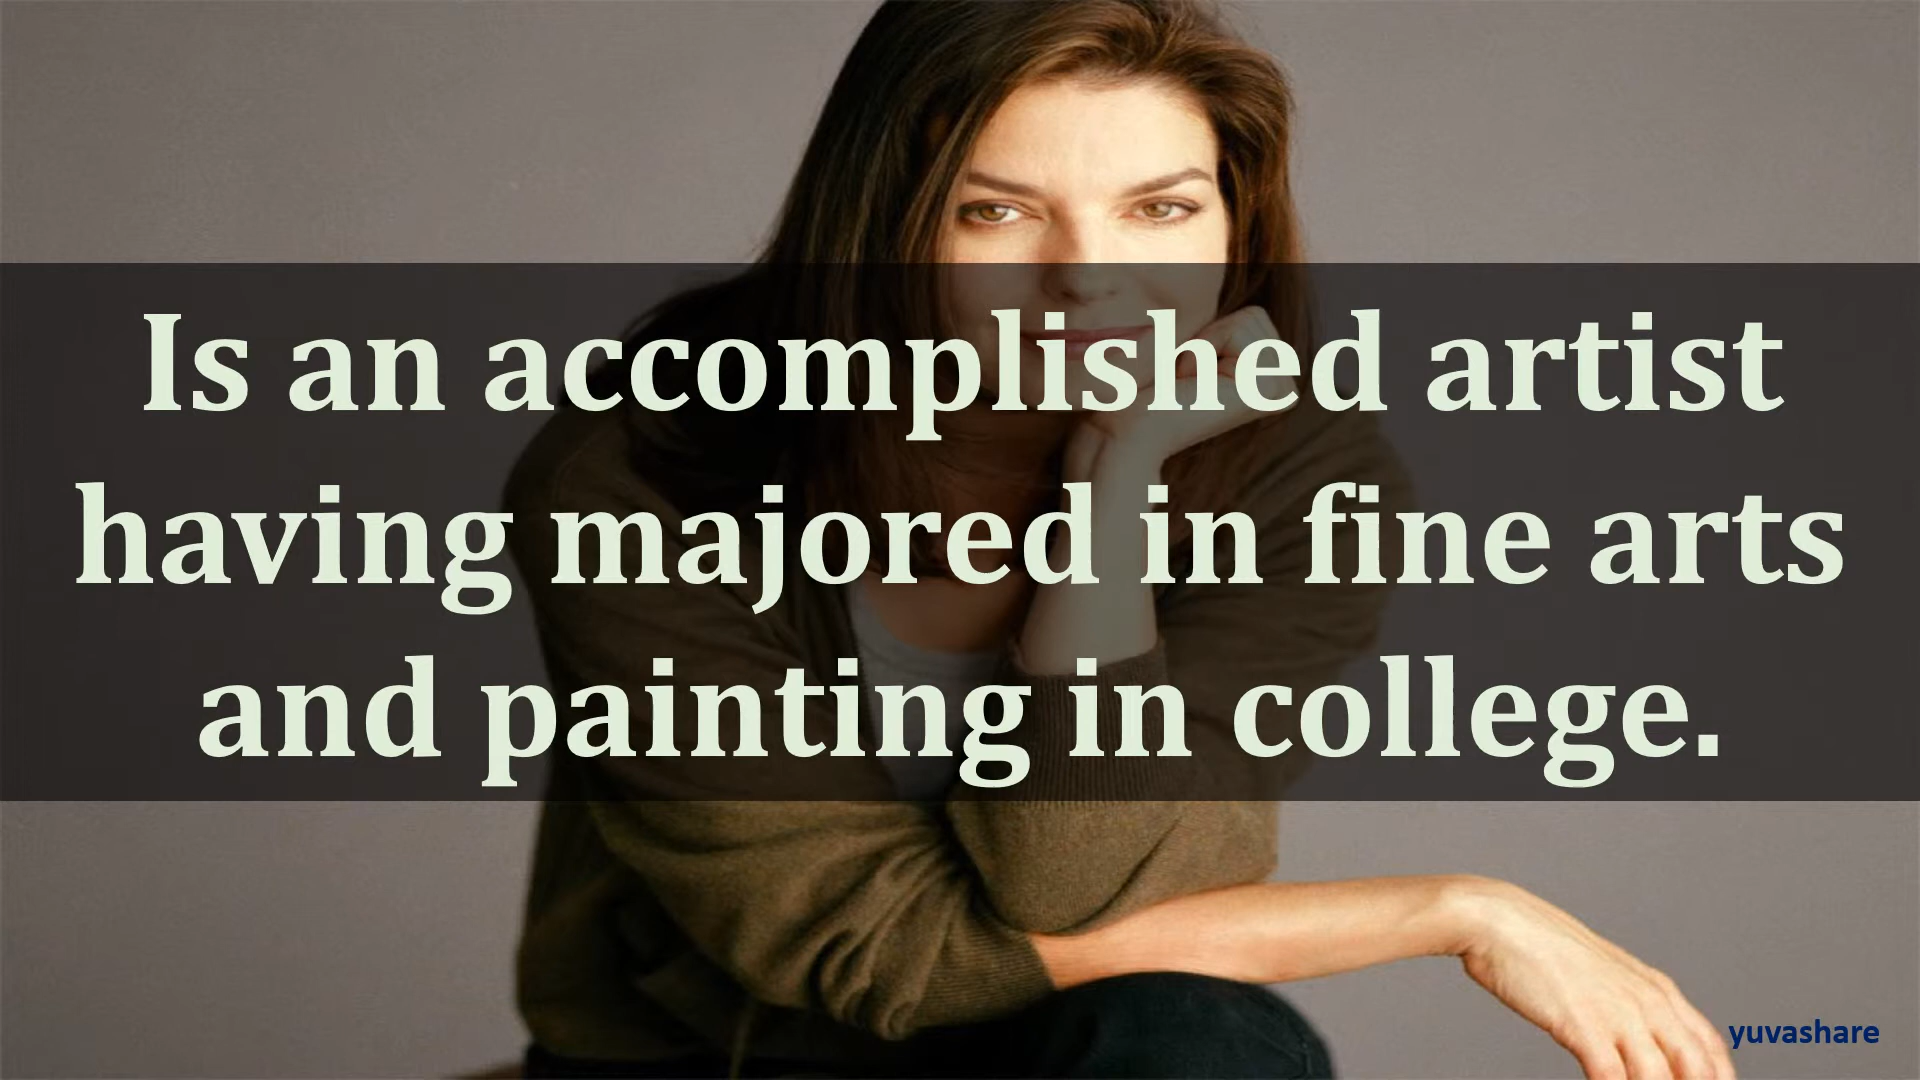 Is an accomplished artist
having majored in fine arts
and painting in college.
yuvashare